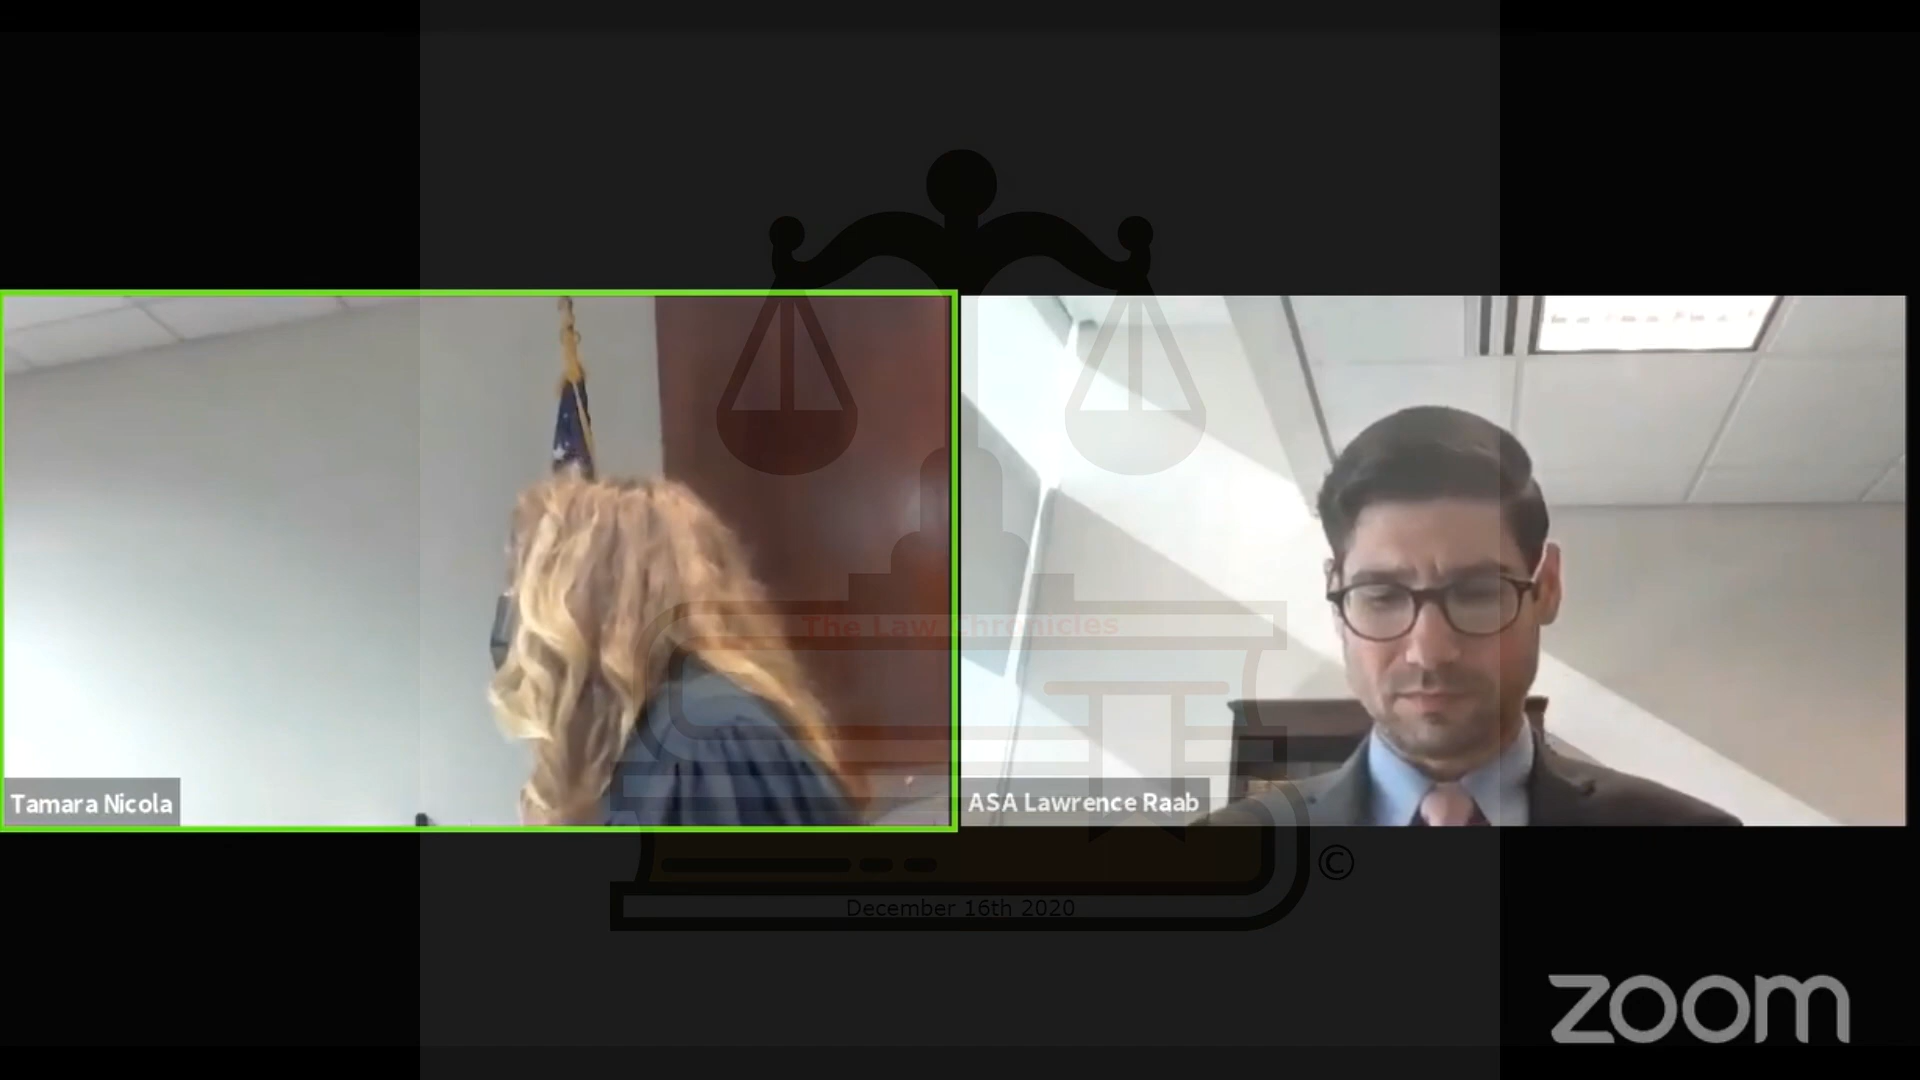 The Law Chronicles
Tamara Nicola
ASA Lawrence Raab
©
December 16th 2020
zoom